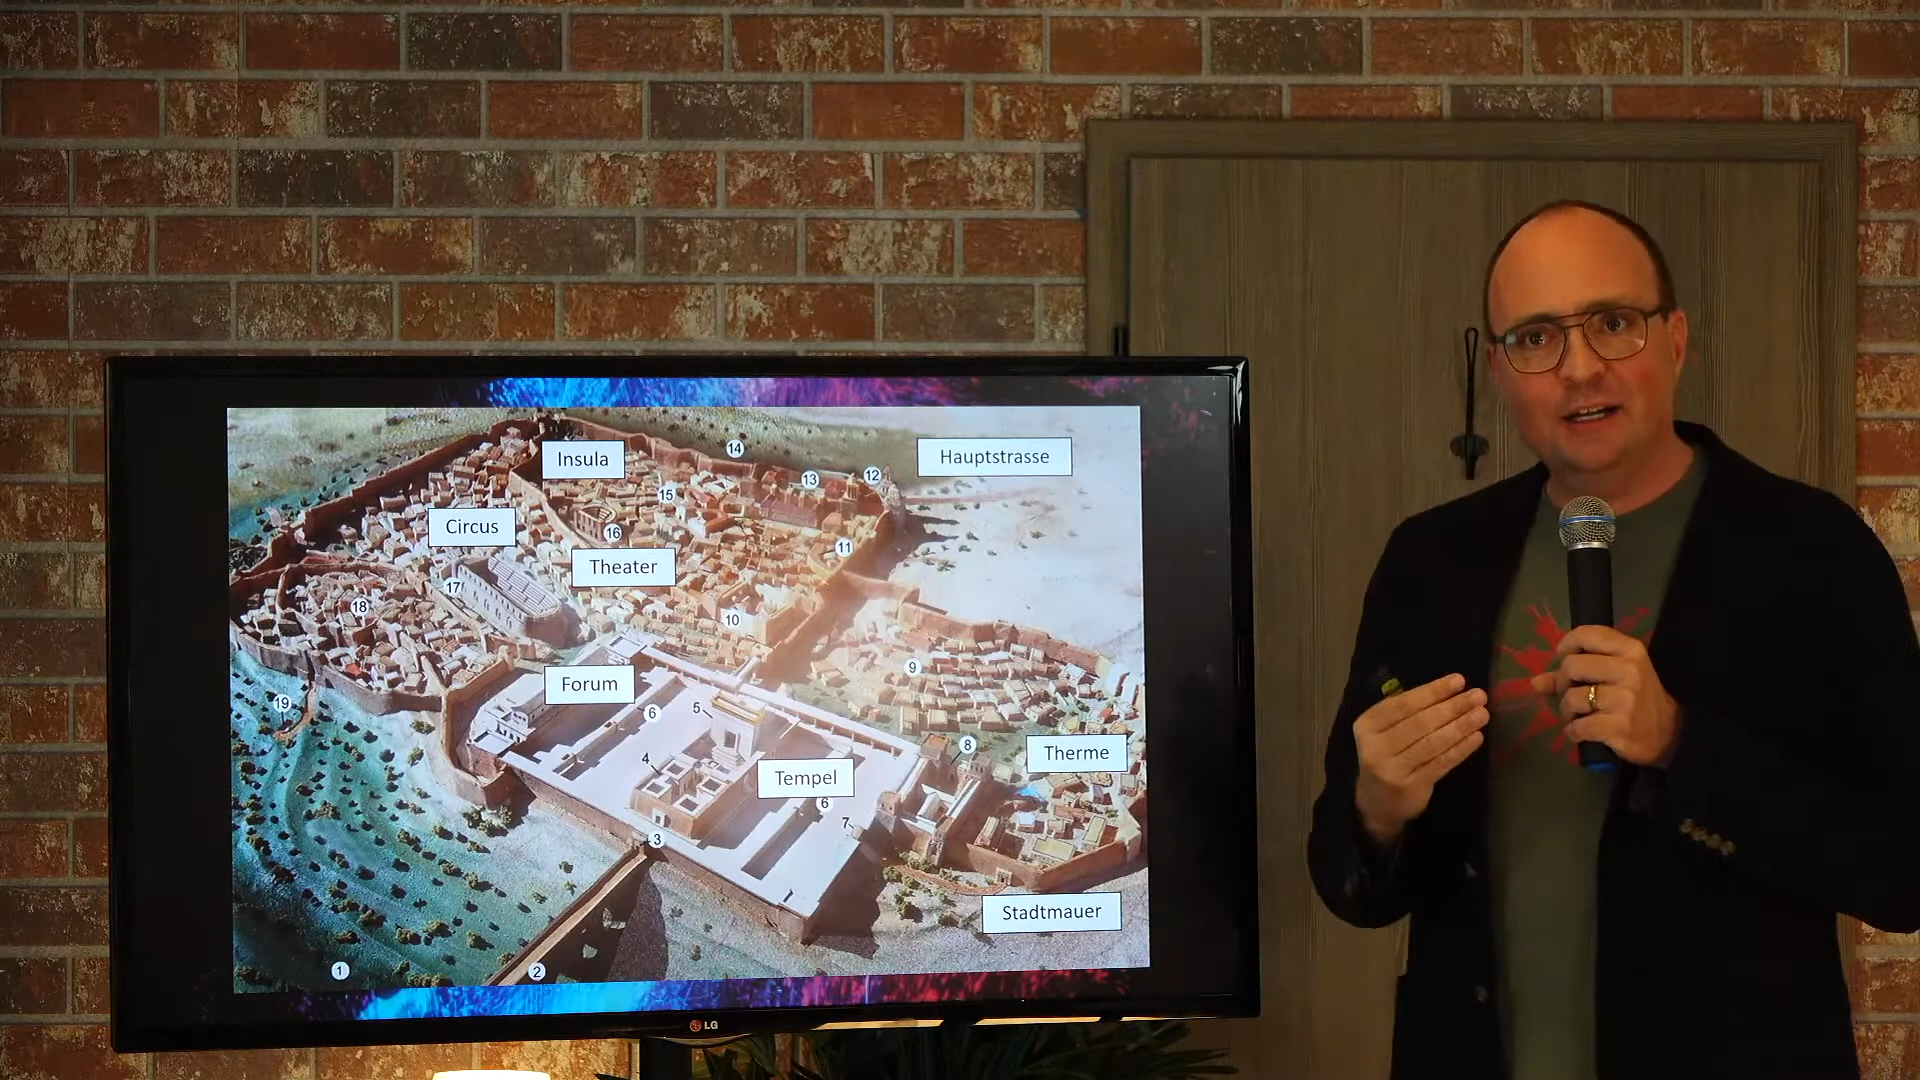 Insula
Hauptstrasse
14
12
13
15
Circus
16
11
Theater
17
18
10
9
Forum
19
5
6
8
Therme
4
Tempel
6
7
3
Stadtmauer
1
2
LG